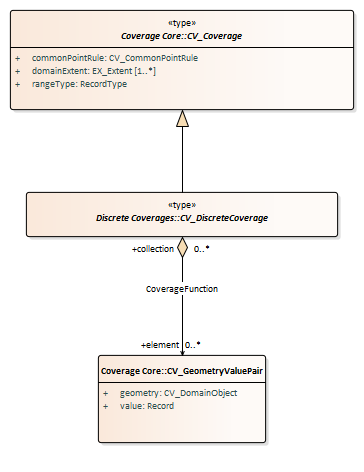 «type»
Coverage Core::CV_Coverage
+ commonPointRule: CV_CommonPointRule
+ domainExtent: EX_Extent [1..*]
+ rangeType: RecordType
«type»
Discrete Coverages::CV_DiscreteCoverage
+collection 0..*
CoverageFunction
+element 0..*
Coverage Core::CV_GeometryValuePair
+ geometry: CV_DomainObject
+ value: Record